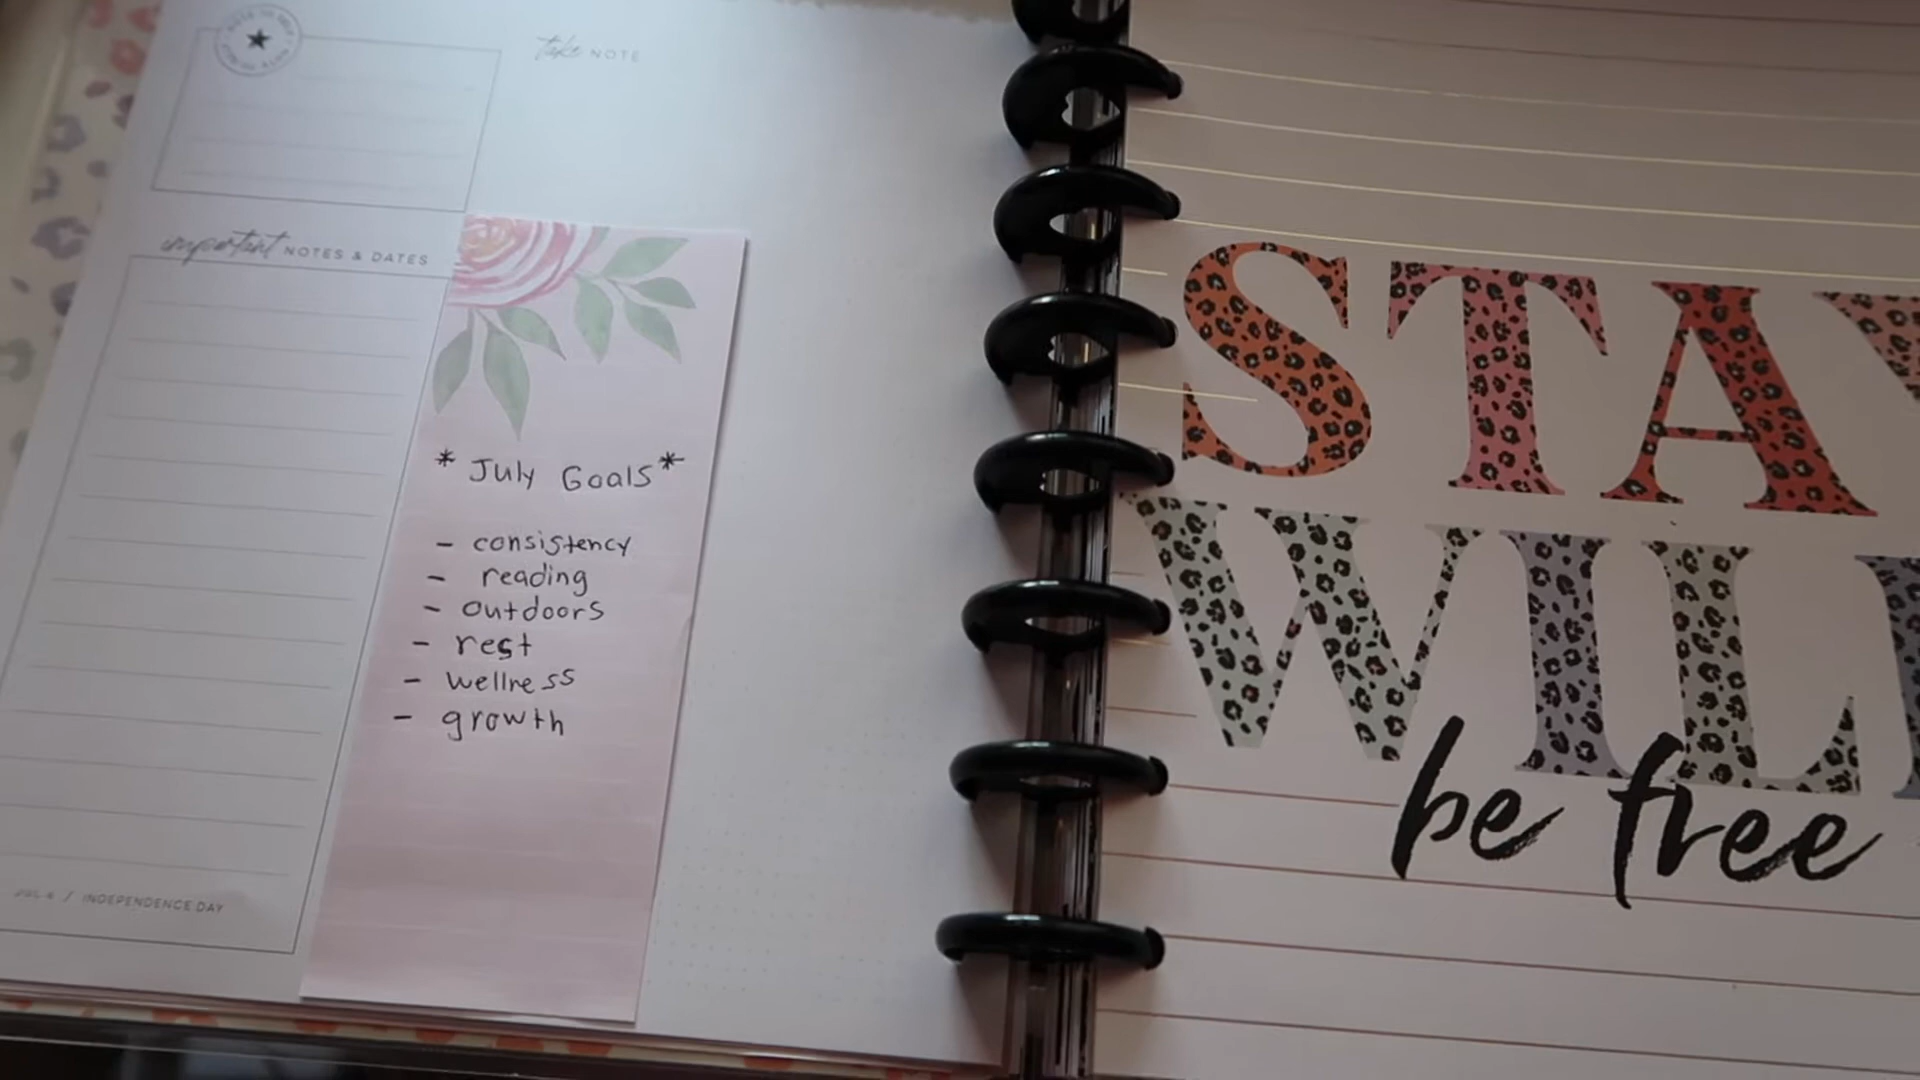 take NOTE
important NOTES & DATES
* July Goals *
- consistency
- reading
- outdoors
- rest
- wellness
- growth
JUL 4 / INDEPENDENCE DAY
STAY
WIL
be free